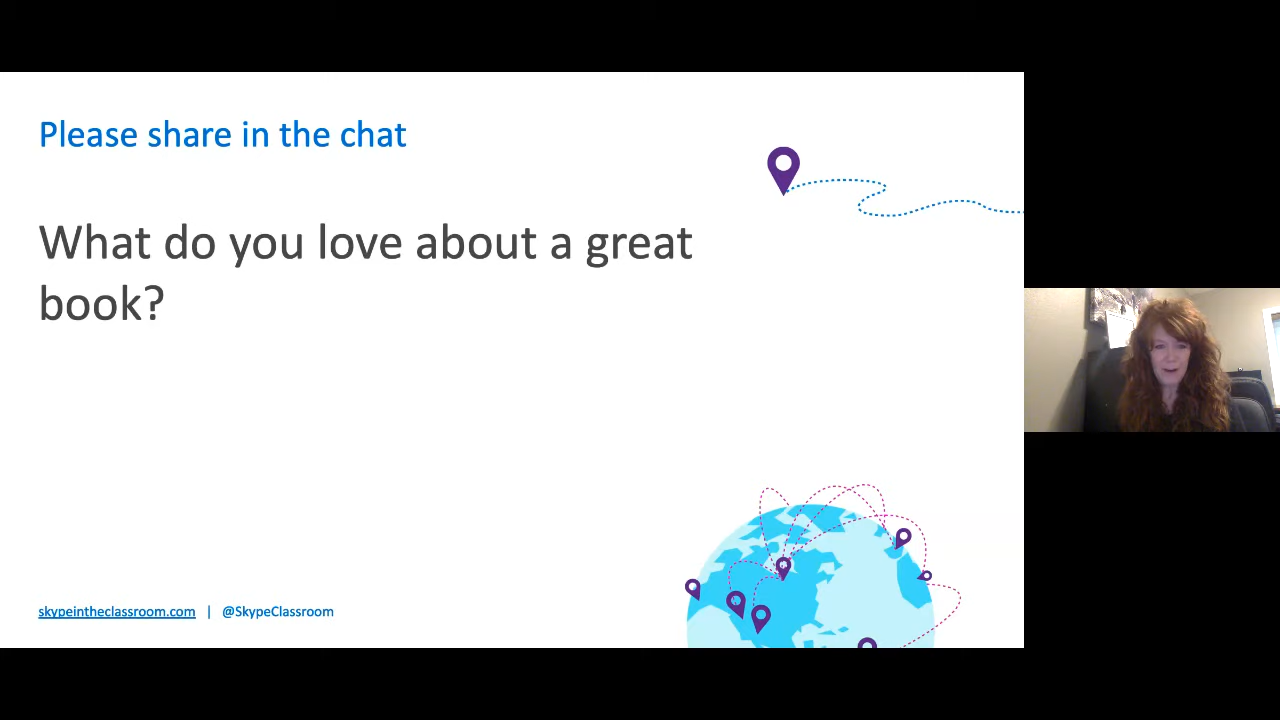 Please share in the chat
What do you love about a great
book?
skypeintheclassroom.com | @SkypeClassroom